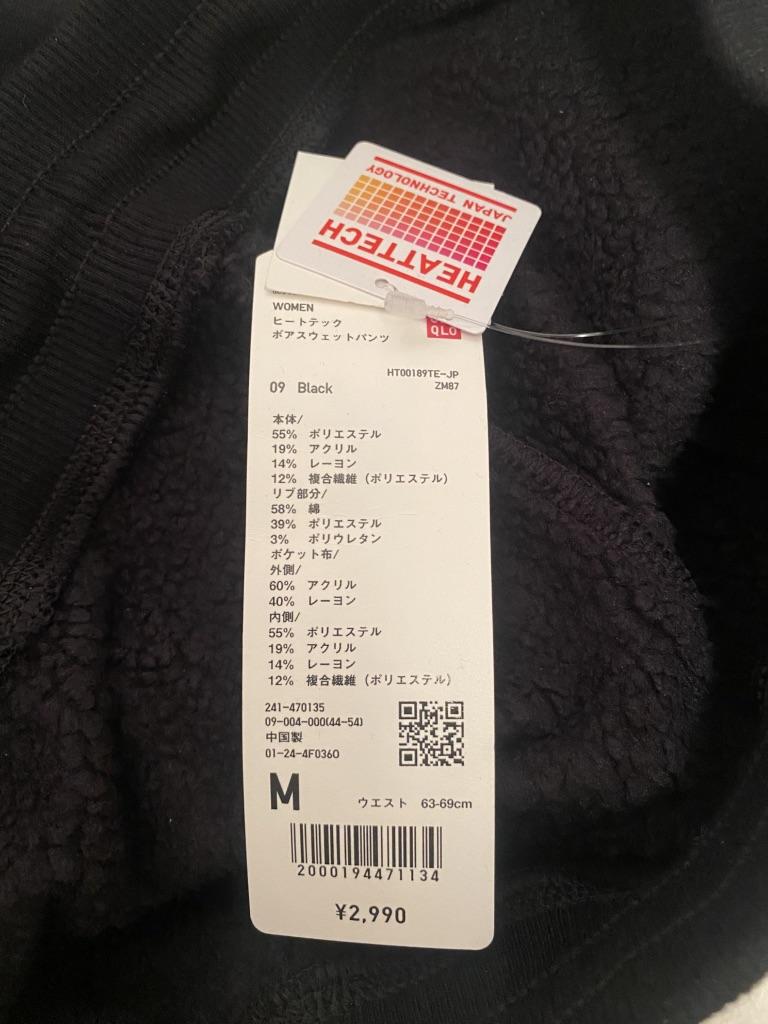 JAPAN TECHNOLOGY
HEATTECH
WOMEN
ヒートテック
ボアスウェットパンツ
QLO
HT00189TE-JP
09 Black
ZM87
本体/
55% ポリエステル
19% アクリル
14% レーヨン
12% 複合繊維（ポリエステル）
リブ部分/
58% 綿
39% ポリエステル
3% ポリウレタン
ポケット布/
外側/
60% アクリル
40% レーヨン
内側/
55% ポリエステル
19% アクリル
14% レーヨン
12% 複合繊維（ポリエステル）
241-470135
09-004-000(44-54)
中国製
01-24-4F036O
M ウエスト 63-69cm
2000194471134
¥2,990